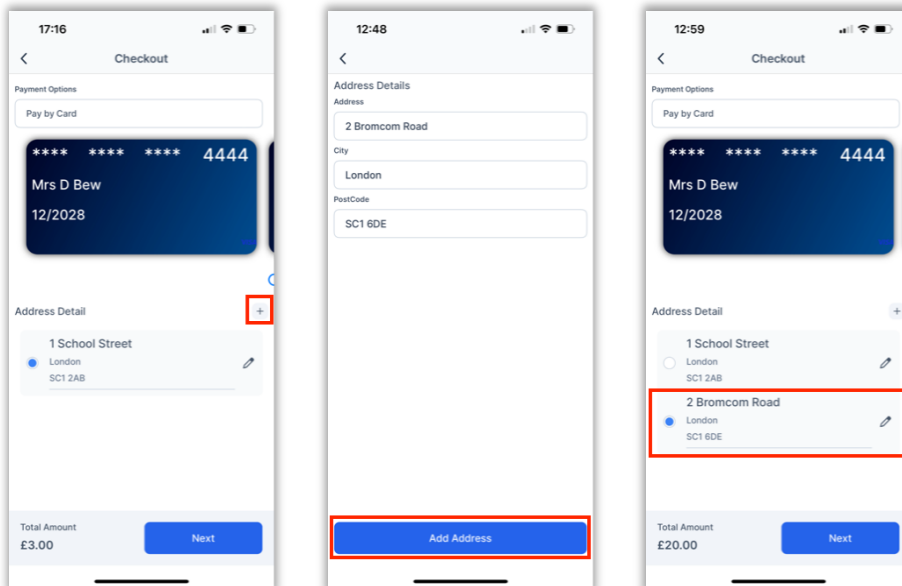 17:16
Checkout
Payment Options
Pay by Card
**** **** **** 4444
Mrs D Bew
12/2028
Address Detail
+
1 School Street
London
SC1 2AB
Total Amount
£3.00
Next
12:48
Address Details
Address
2 Bromcom Road
City
London
PostCode
SC1 6DE
Add Address
12:59
Checkout
Payment Options
Pay by Card
**** **** **** 4444
Mrs D Bew
12/2028
Address Detail
+
1 School Street
London
SC1 2AB
2 Bromcom Road
London
SC1 6DE
Total Amount
£20.00
Next